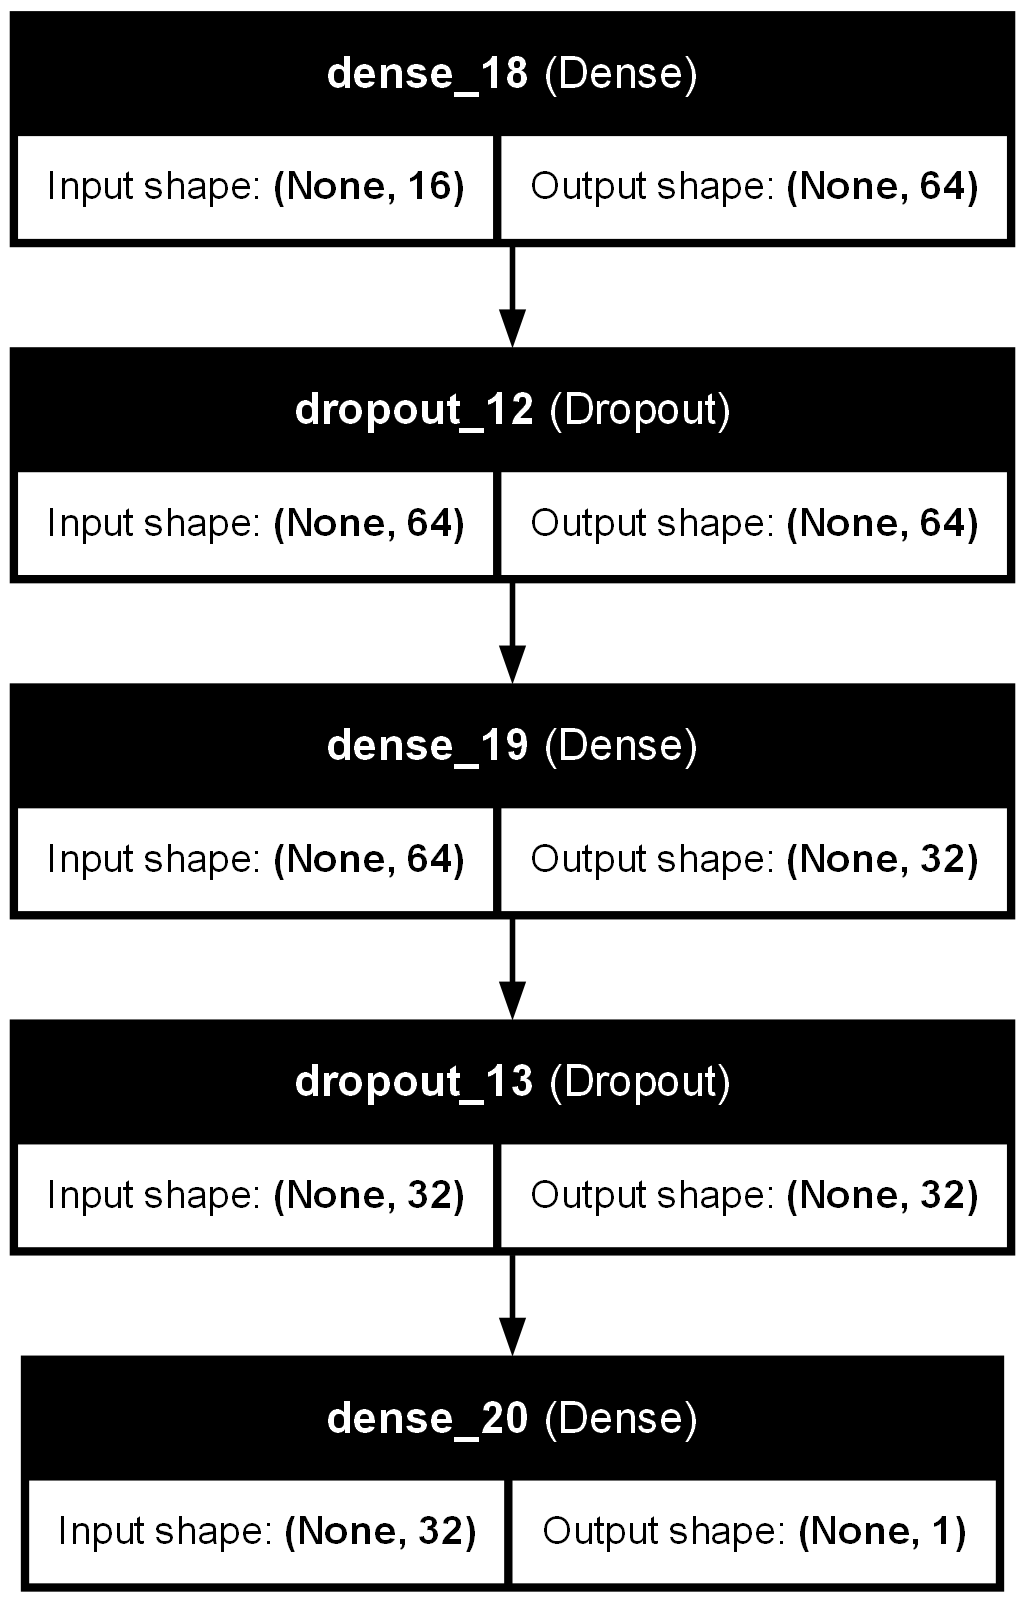 dense_18 (Dense)
Input shape: (None, 16) Output shape: (None, 64)
dropout_12 (Dropout)
Input shape: (None, 64) Output shape: (None, 64)
dense_19 (Dense)
Input shape: (None, 64) Output shape: (None, 32)
dropout_13 (Dropout)
Input shape: (None, 32) Output shape: (None, 32)
dense_20 (Dense)
Input shape: (None, 32) Output shape: (None, 1)